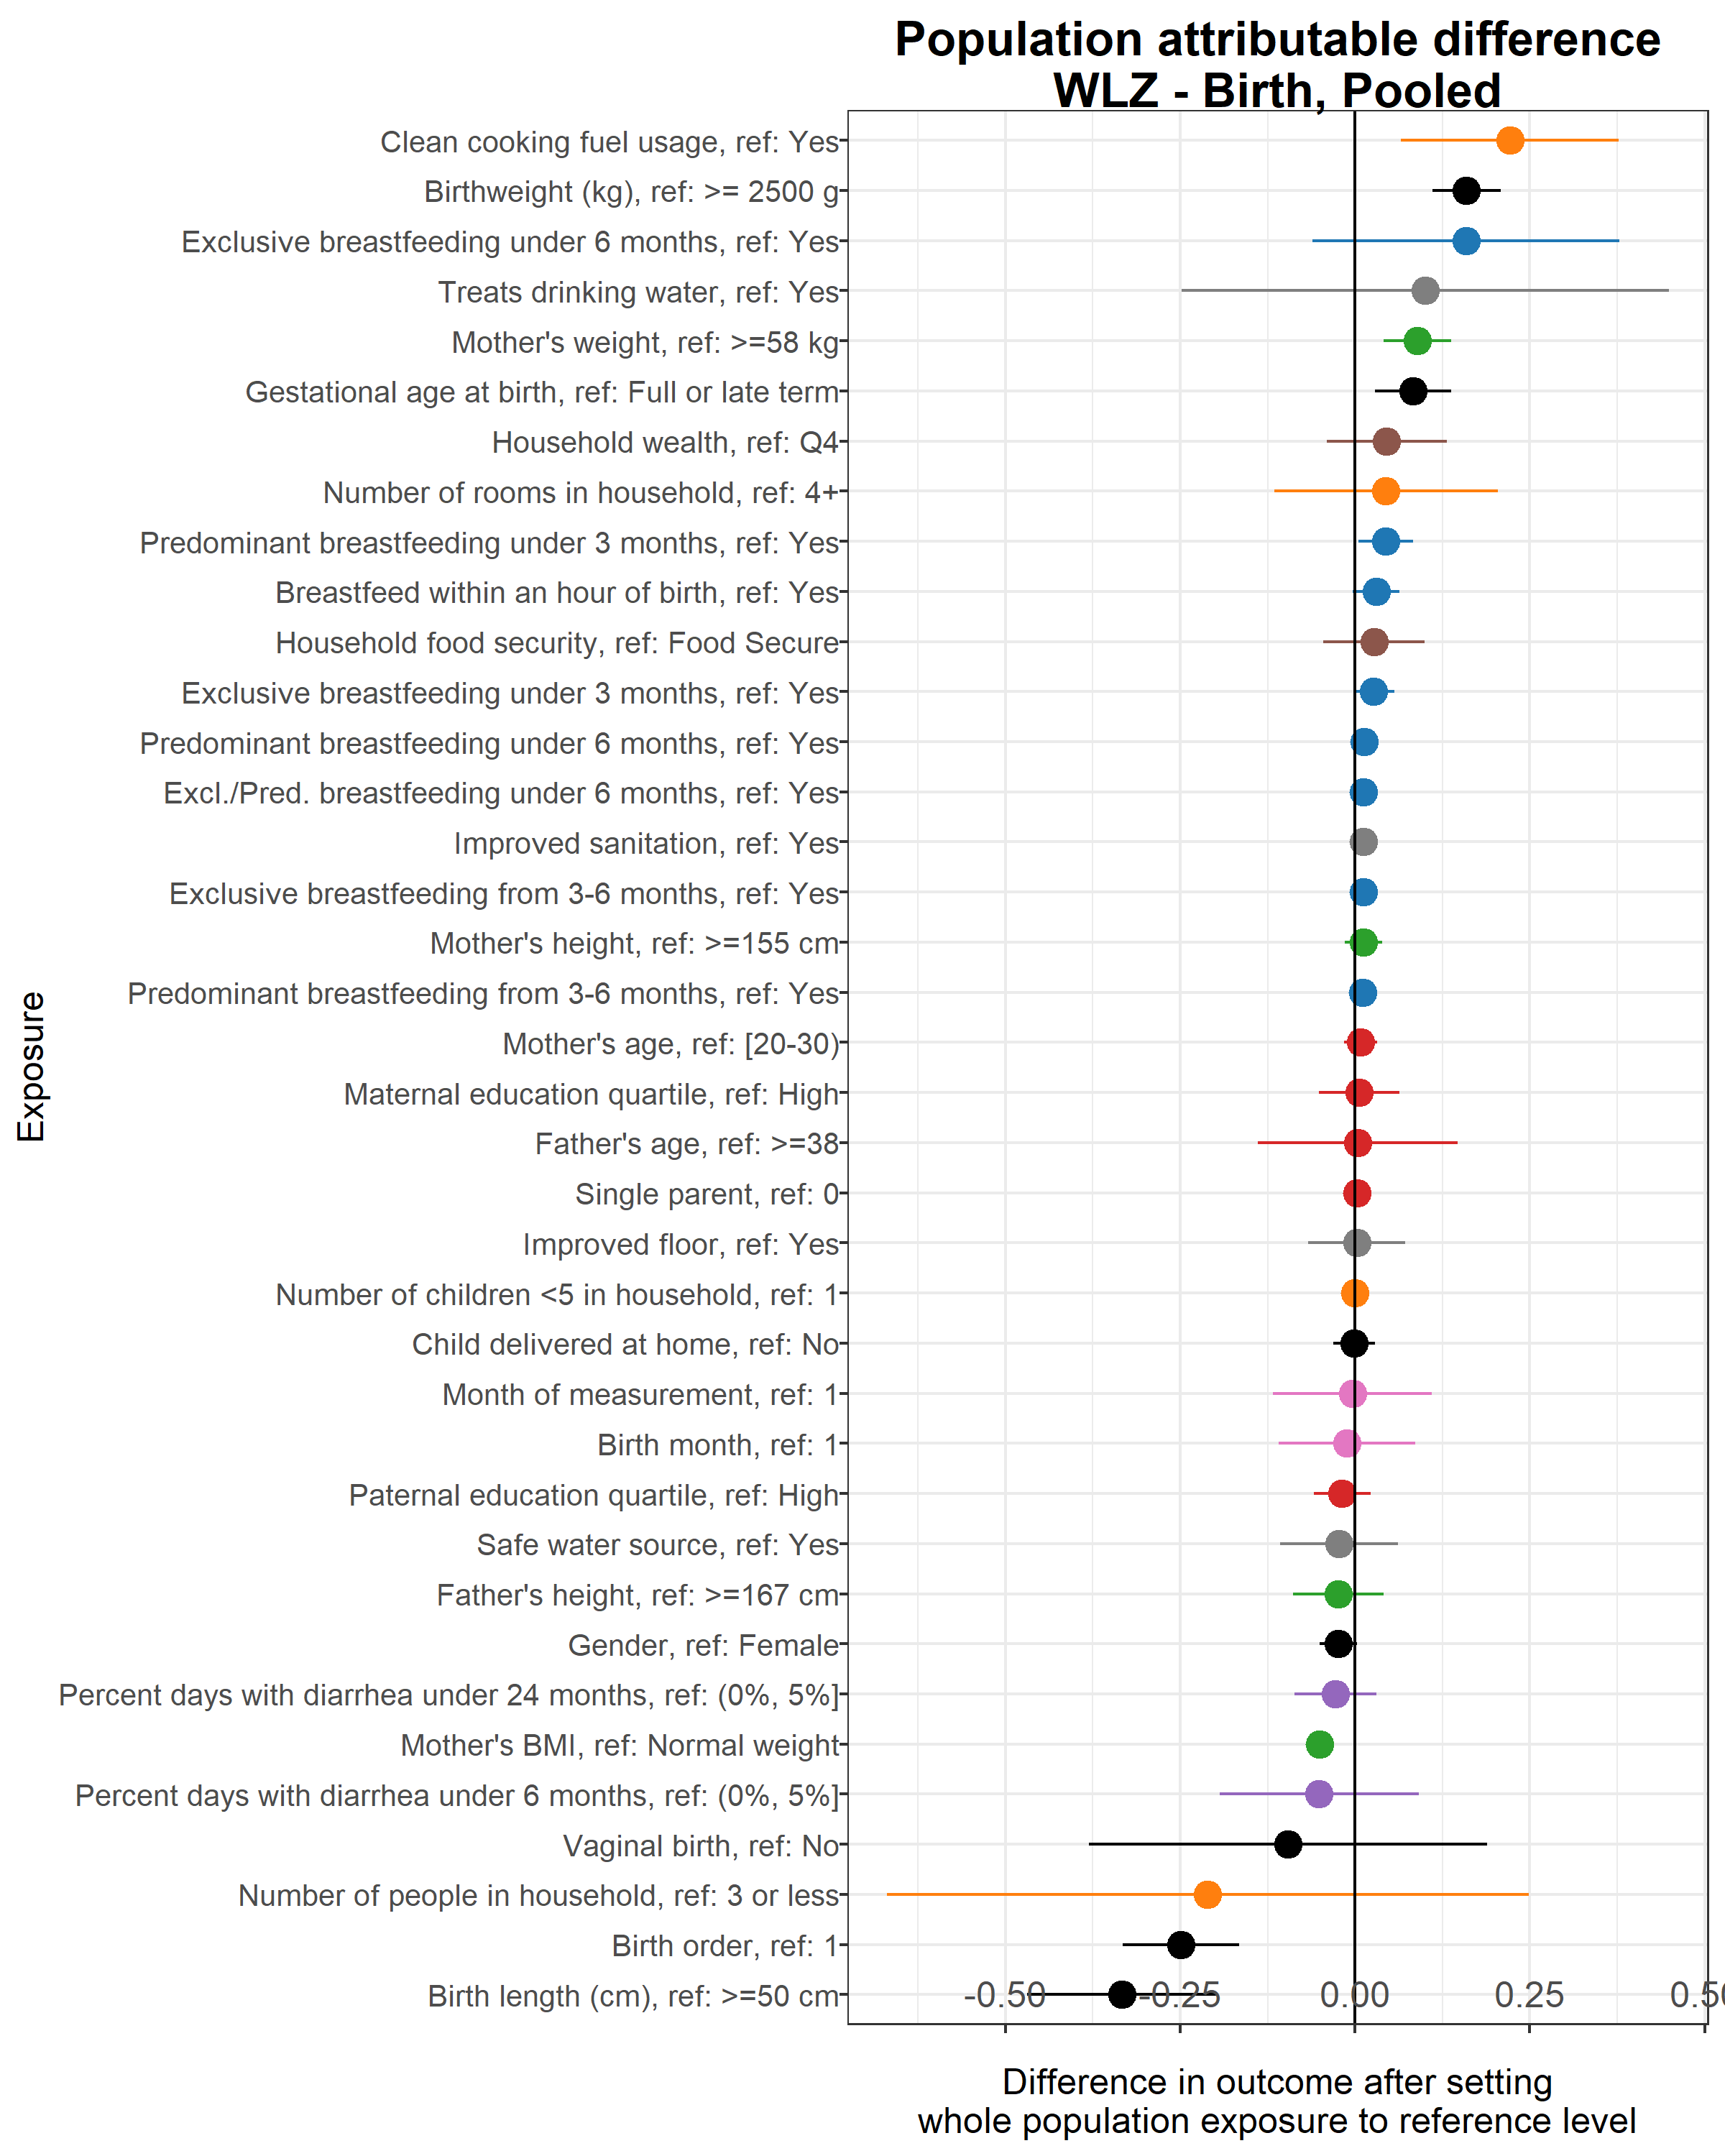 Population attributable difference
WLZ - Birth, Pooled
Clean cooking fuel usage, ref: Yes
Birthweight (kg), ref: >= 2500 g
Exclusive breastfeeding under 6 months, ref: Yes
Treats drinking water, ref: Yes
Mother's weight, ref: >=58 kg
Gestational age at birth, ref: Full or late term
Household wealth, ref: Q4
Number of rooms in household, ref: 4+
Predominant breastfeeding under 3 months, ref: Yes
Breastfeed within an hour of birth, ref: Yes
Household food security, ref: Food Secure
Exclusive breastfeeding under 3 months, ref: Yes
Predominant breastfeeding under 6 months, ref: Yes
Excl./Pred. breastfeeding under 6 months, ref: Yes
Improved sanitation, ref: Yes
Exclusive breastfeeding from 3-6 months, ref: Yes
Mother's height, ref: >=155 cm
Predominant breastfeeding from 3-6 months, ref: Yes
Mother's age, ref: [20-30)
Maternal education quartile, ref: High
Father's age, ref: >=38
Single parent, ref: 0
Improved floor, ref: Yes
Number of children <5 in household, ref: 1
Child delivered at home, ref: No
Month of measurement, ref: 1
Birth month, ref: 1
Paternal education quartile, ref: High
Safe water source, ref: Yes
Father's height, ref: >=167 cm
Gender, ref: Female
Percent days with diarrhea under 24 months, ref: (0%, 5%]
Mother's BMI, ref: Normal weight
Percent days with diarrhea under 6 months, ref: (0%, 5%]
Vaginal birth, ref: No
Number of people in household, ref: 3 or less
Birth order, ref: 1
Birth length (cm), ref: >=50 cm
Exposure
-0.50 -0.25 0.00 0.25 0.50
Difference in outcome after setting
whole population exposure to reference level